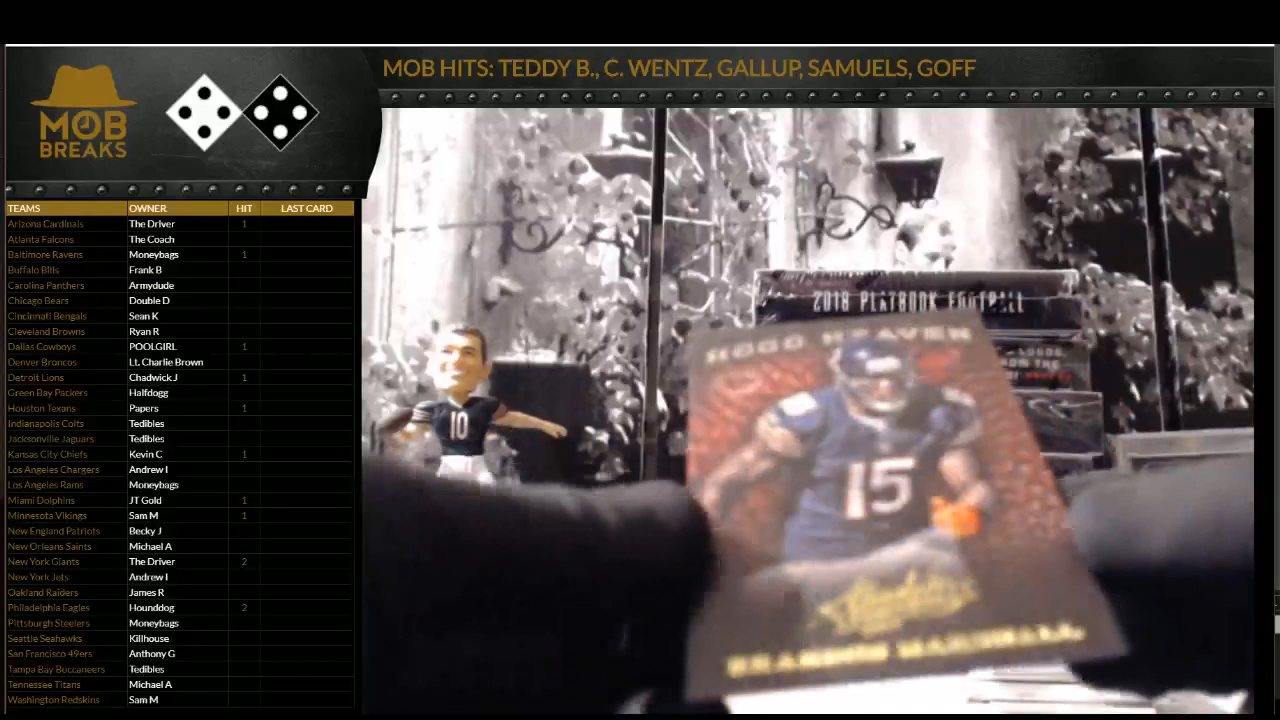 MOB HITS: TEDDY B., C. WENTZ, GALLUP, SAMUELS, GOFF
MOB
BREAKS
TEAMS OWNER HIT LAST CARD
Arizona Cardinals The Driver 1
Atlanta Falcons The Coach
Baltimore Ravens Moneybags 1
Buffalo Bills Frank B
Carolina Panthers Armydude
Chicago Bears Double D
Cincinnati Bengals Sean K
Cleveland Browns Ryan R
Dallas Cowboys POOLGIRL 1
Denver Broncos Lt. Charlie Brown
Detroit Lions Chadwick J 1
Green Bay Packers Halfdogg
Houston Texans Papers 1
Indianapolis Colts Tedibles
Jacksonville Jaguars Tedibles
Kansas City Chiefs Kevin C 1
Los Angeles Chargers Andrew I
Los Angeles Rams Moneybags
Miami Dolphins JT Gold 1
Minnesota Vikings Sam M 1
New England Patriots Becky J
New Orleans Saints Michael A
New York Giants The Driver 2
New York Jets Andrew I
Oakland Raiders James R
Philadelphia Eagles Hounddog 2
Pittsburgh Steelers Moneybags
Seattle Seahawks Killhouse
San Francisco 49ers Anthony G
Tampa Bay Buccaneers Tedibles
Tennessee Titans Michael A
Washington Redskins Sam M
2018 PLAYBOOK FOOTBALL
10
15
Absolute
BRANDON MARSHALL